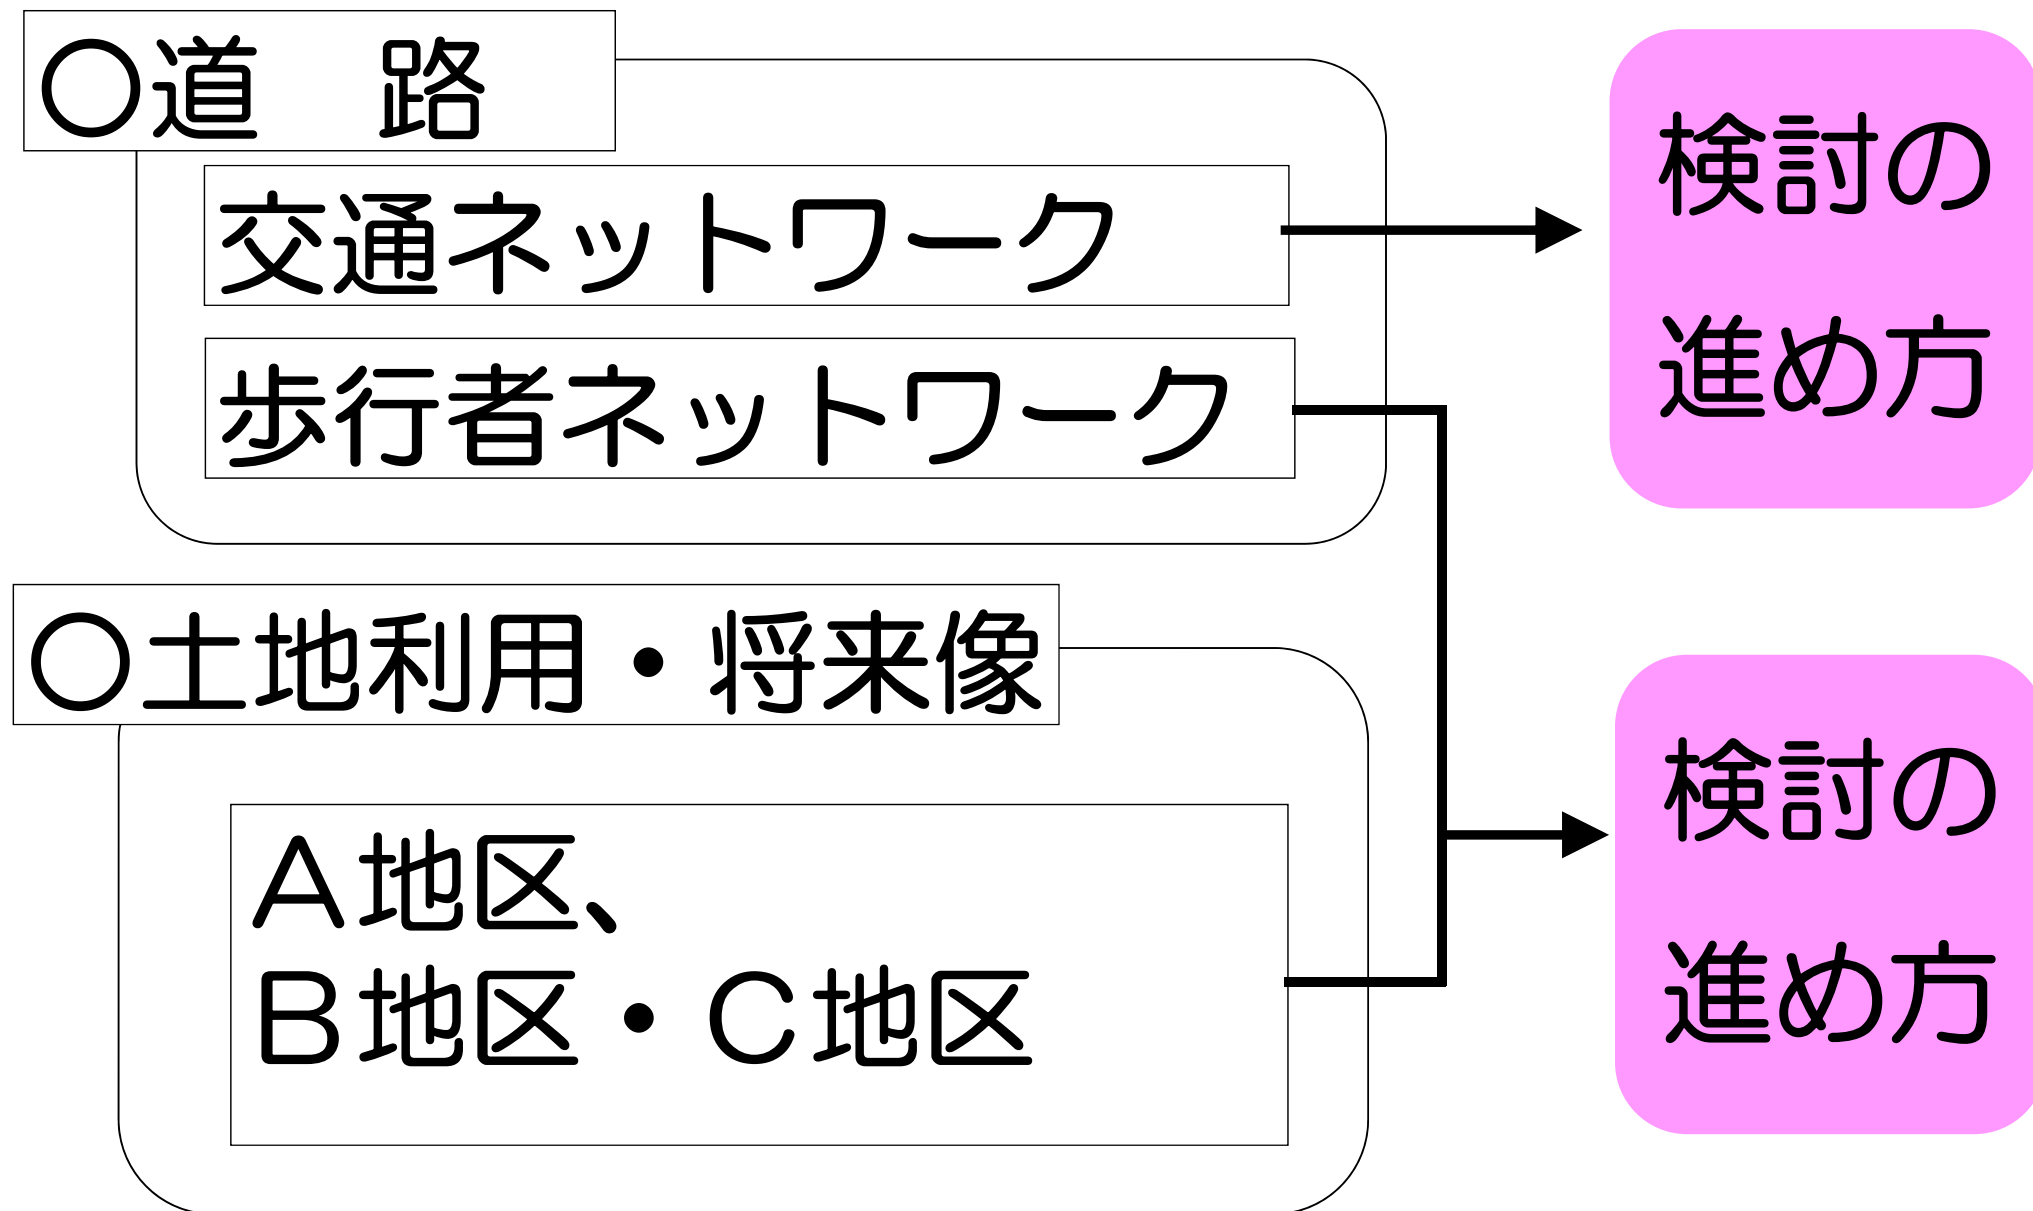 ○道　路
交通ネットワーク
歩行者ネットワーク
○土地利用・将来像
A地区、
B地区・C地区
検討の
進め方
検討の
進め方